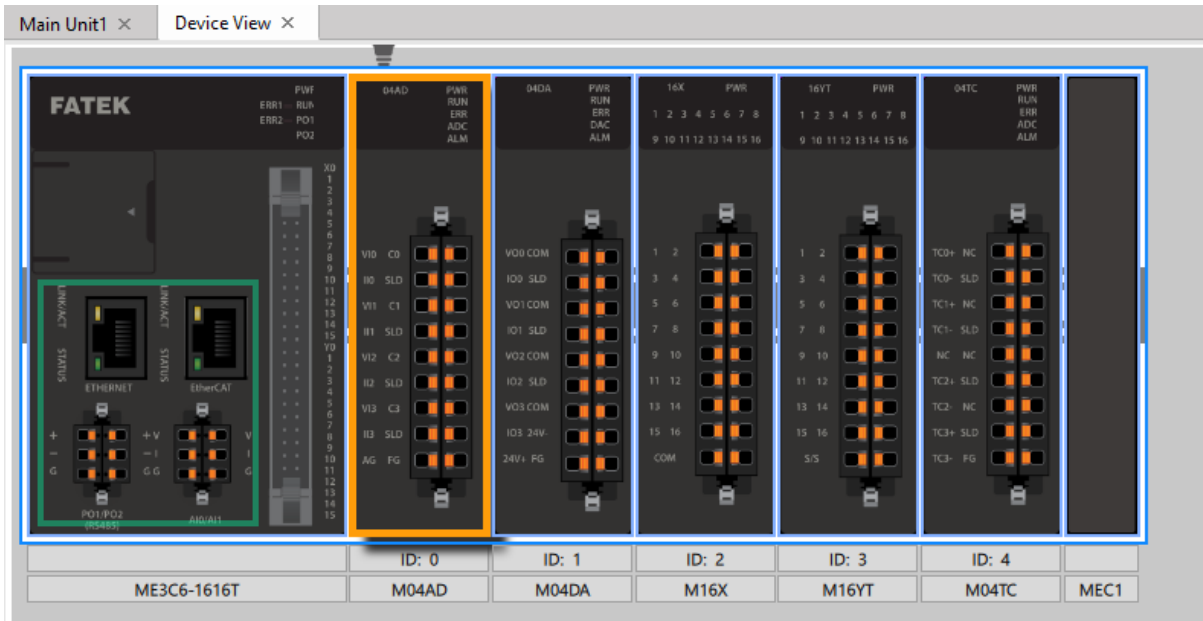 Main Unit1 ×
Device View ×
FATEK
PWR
ERR1 RUN
ERR2 PO1
PO2
X0
1
2
3
4
5
6
7
8
9
10
11
12
13
14
15
Y0
1
2
3
4
5
6
7
8
9
10
11
12
13
14
15
LINK/ACT
STATUS
LINK/ACT
STATUS
ETHERNET
EtherCAT
+ + V V
− − I I
G G G G
PO1/PO2
(RS485)
AI0/AI1
04AD PWR
RUN
ERR
ADC
ALM
VI0 C0
II0 SLD
VI1 C1
II1 SLD
VI2 C2
II2 SLD
VI3 C3
II3 SLD
AG FG
04DA PWR
RUN
ERR
DAC
ALM
VO0 COM
IO0 SLD
VO1 COM
IO1 SLD
VO2 COM
IO2 SLD
VO3 COM
IO3 24V-
24V+ FG
16X PWR
1 2 3 4 5 6 7 8
9 10 11 12 13 14 15 16
1 2
3 4
5 6
7 8
9 10
11 12
13 14
15 16
COM
16YT PWR
1 2 3 4 5 6 7 8
9 10 11 12 13 14 15 16
1 2
3 4
5 6
7 8
9 10
11 12
13 14
15 16
S/S
04TC PWR
RUN
ERR
ADC
ALM
TC0+ NC
TC0- SLD
TC1+ NC
TC1- SLD
NC NC
TC2+ SLD
TC2- NC
TC3+ SLD
TC3- FG
ID: 0
ID: 1
ID: 2
ID: 3
ID: 4
ME3C6-1616T
M04AD
M04DA
M16X
M16YT
M04TC
MEC1